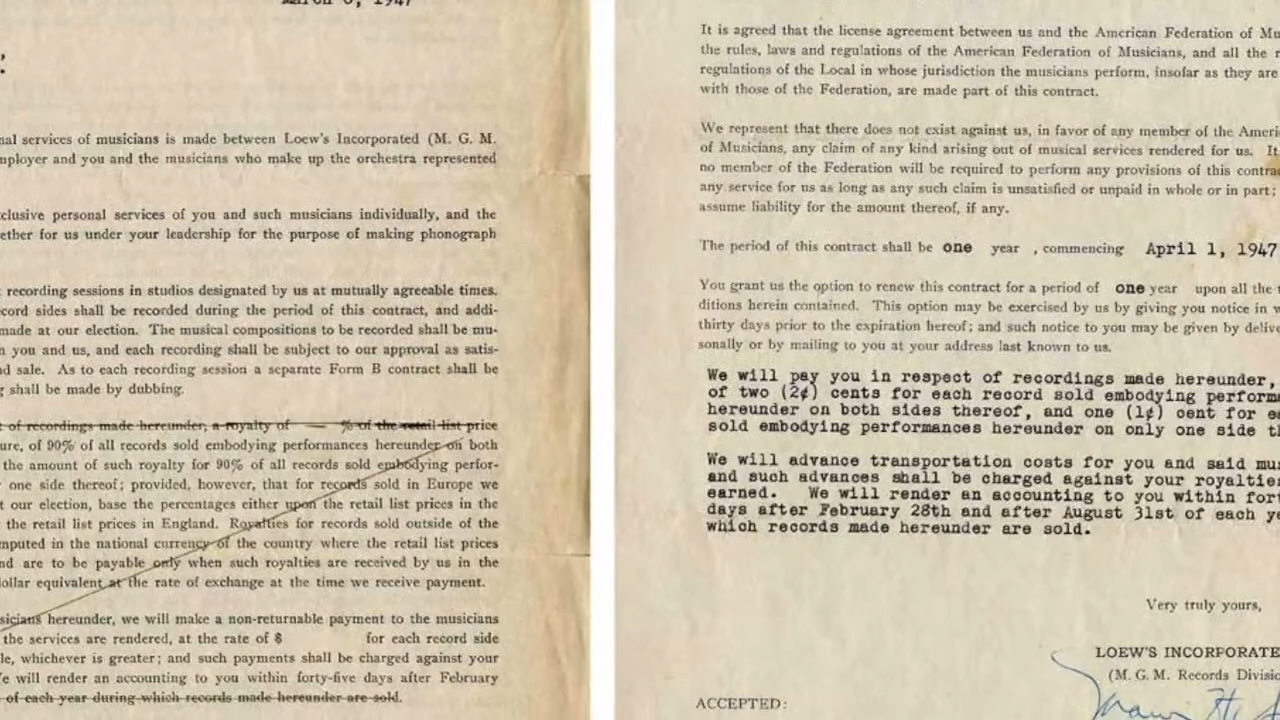 March 6, 1947
:
nal services of musicians is made between Loew's Incorporated (M. G. M.
mployer and you and the musicians who make up the orchestra represented
clusive personal services of you and such musicians individually, and the
ether for us under your leadership for the purpose of making phonograph
t recording sessions in studios designated by us at mutually agreeable times.
cord sides shall be recorded during the period of this contract, and addi-
made at our election. The musical compositions to be recorded shall be mu-
n you and us, and each recording shall be subject to our approval as satis-
nd sale. As to each recording session a separate Form B contract shall be
g shall be made by dubbing.
t of recordings made hereunder, a royalty of — % of the retail list price
ure, of 90% of all records sold embodying performances hereunder on both
the amount of such royalty for 90% of all records sold embodying perfor-
r one side thereof; provided, however, that for records sold in Europe we
t our election, base the percentages either upon the retail list prices in the
t the retail list prices in England. Royalties for records sold outside of the
mputed in the national currency of the country where the retail list prices
nd are to be payable only when such royalties are received by us in the
dollar equivalent at the rate of exchange at the time we receive payment.
sicians hereunder, we will make a non-returnable payment to the musicians
the services are rendered, at the rate of $ for each record side
le, whichever is greater; and such payments shall be charged against your
We will render an accounting to you within forty-five days after February
of each year during which records made hereunder are sold.
It is agreed that the license agreement between us and the American Federation of Mu
the rules, laws and regulations of the American Federation of Musicians, and all the r
regulations of the Local in whose jurisdiction the musicians perform, insofar as they are
with those of the Federation, are made part of this contract.
We represent that there does not exist against us, in favor of any member of the Ameri
of Musicians, any claim of any kind arising out of musical services rendered for us. It
no member of the Federation will be required to perform any provisions of this contrac
any service for us as long as any such claim is unsatisfied or unpaid in whole or in part;
assume liability for the amount thereof, if any.
The period of this contract shall be one year , commencing April 1, 1947
You grant us the option to renew this contract for a period of one year upon all the t
ditions herein contained. This option may be exercised by us by giving you notice in w
thirty days prior to the expiration hereof; and such notice to you may be given by delive
sonally or by mailing to you at your address last known to us.
We will pay you in respect of recordings made hereunder,
of two (2¢) cents for each record sold embodying performa
hereunder on both sides thereof, and one (1¢) cent for ea
sold embodying performances hereunder on only one side th
We will advance transportation costs for you and said mus
and such advances shall be charged against your royalties
earned. We will render an accounting to you within fort
days after February 28th and after August 31st of each ye
which records made hereunder are sold.
Very truly yours,
LOEW'S INCORPORATE
(M. G. M. Records Divisio
ACCEPTED: